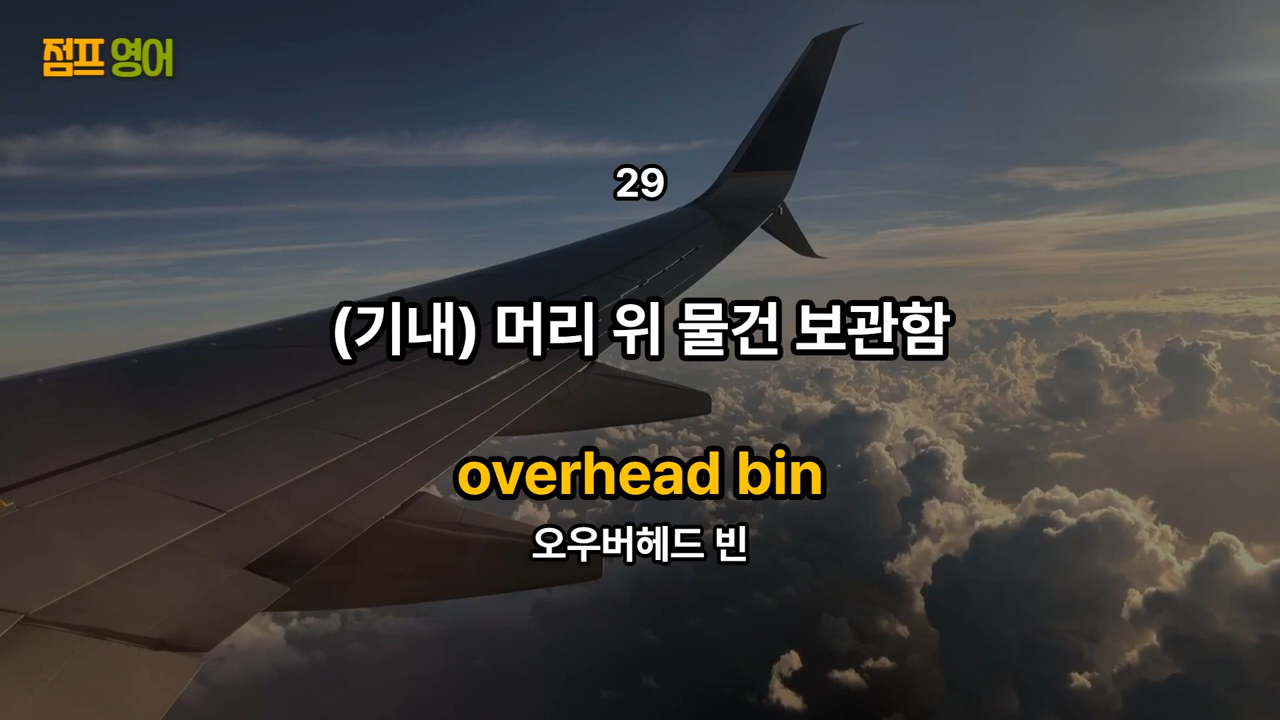 점프 영어
29
(기내) 머리 위 물건 보관함
overhead bin
오우버헤드 빈